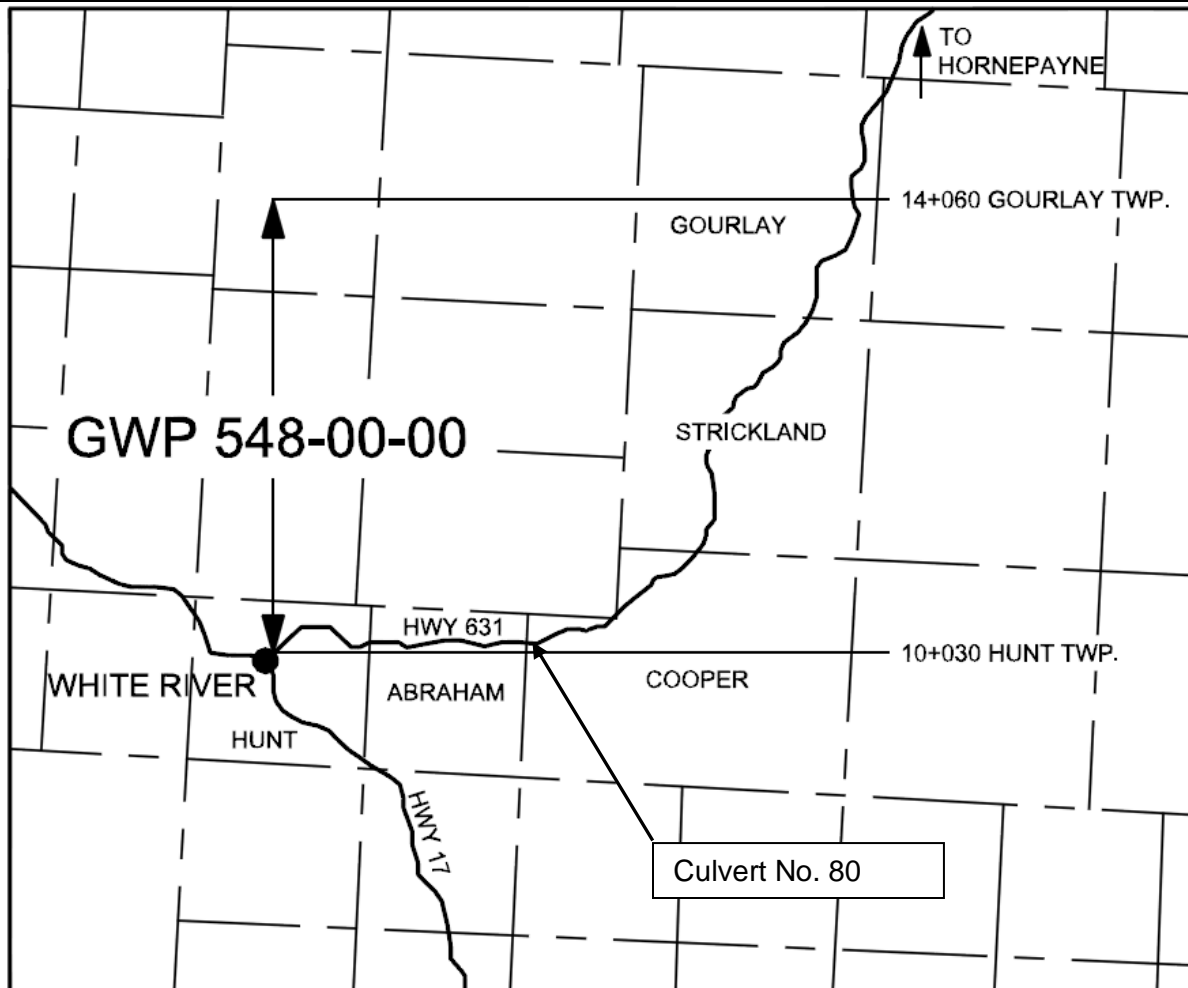 TO
HORNEPAYNE
14+060 GOURLAY TWP.
GOURLAY
GWP 548-00-00
STRICKLAND
HWY 631
10+030 HUNT TWP.
WHITE RIVER
ABRAHAM
COOPER
HUNT
HWY 17
Culvert No. 80